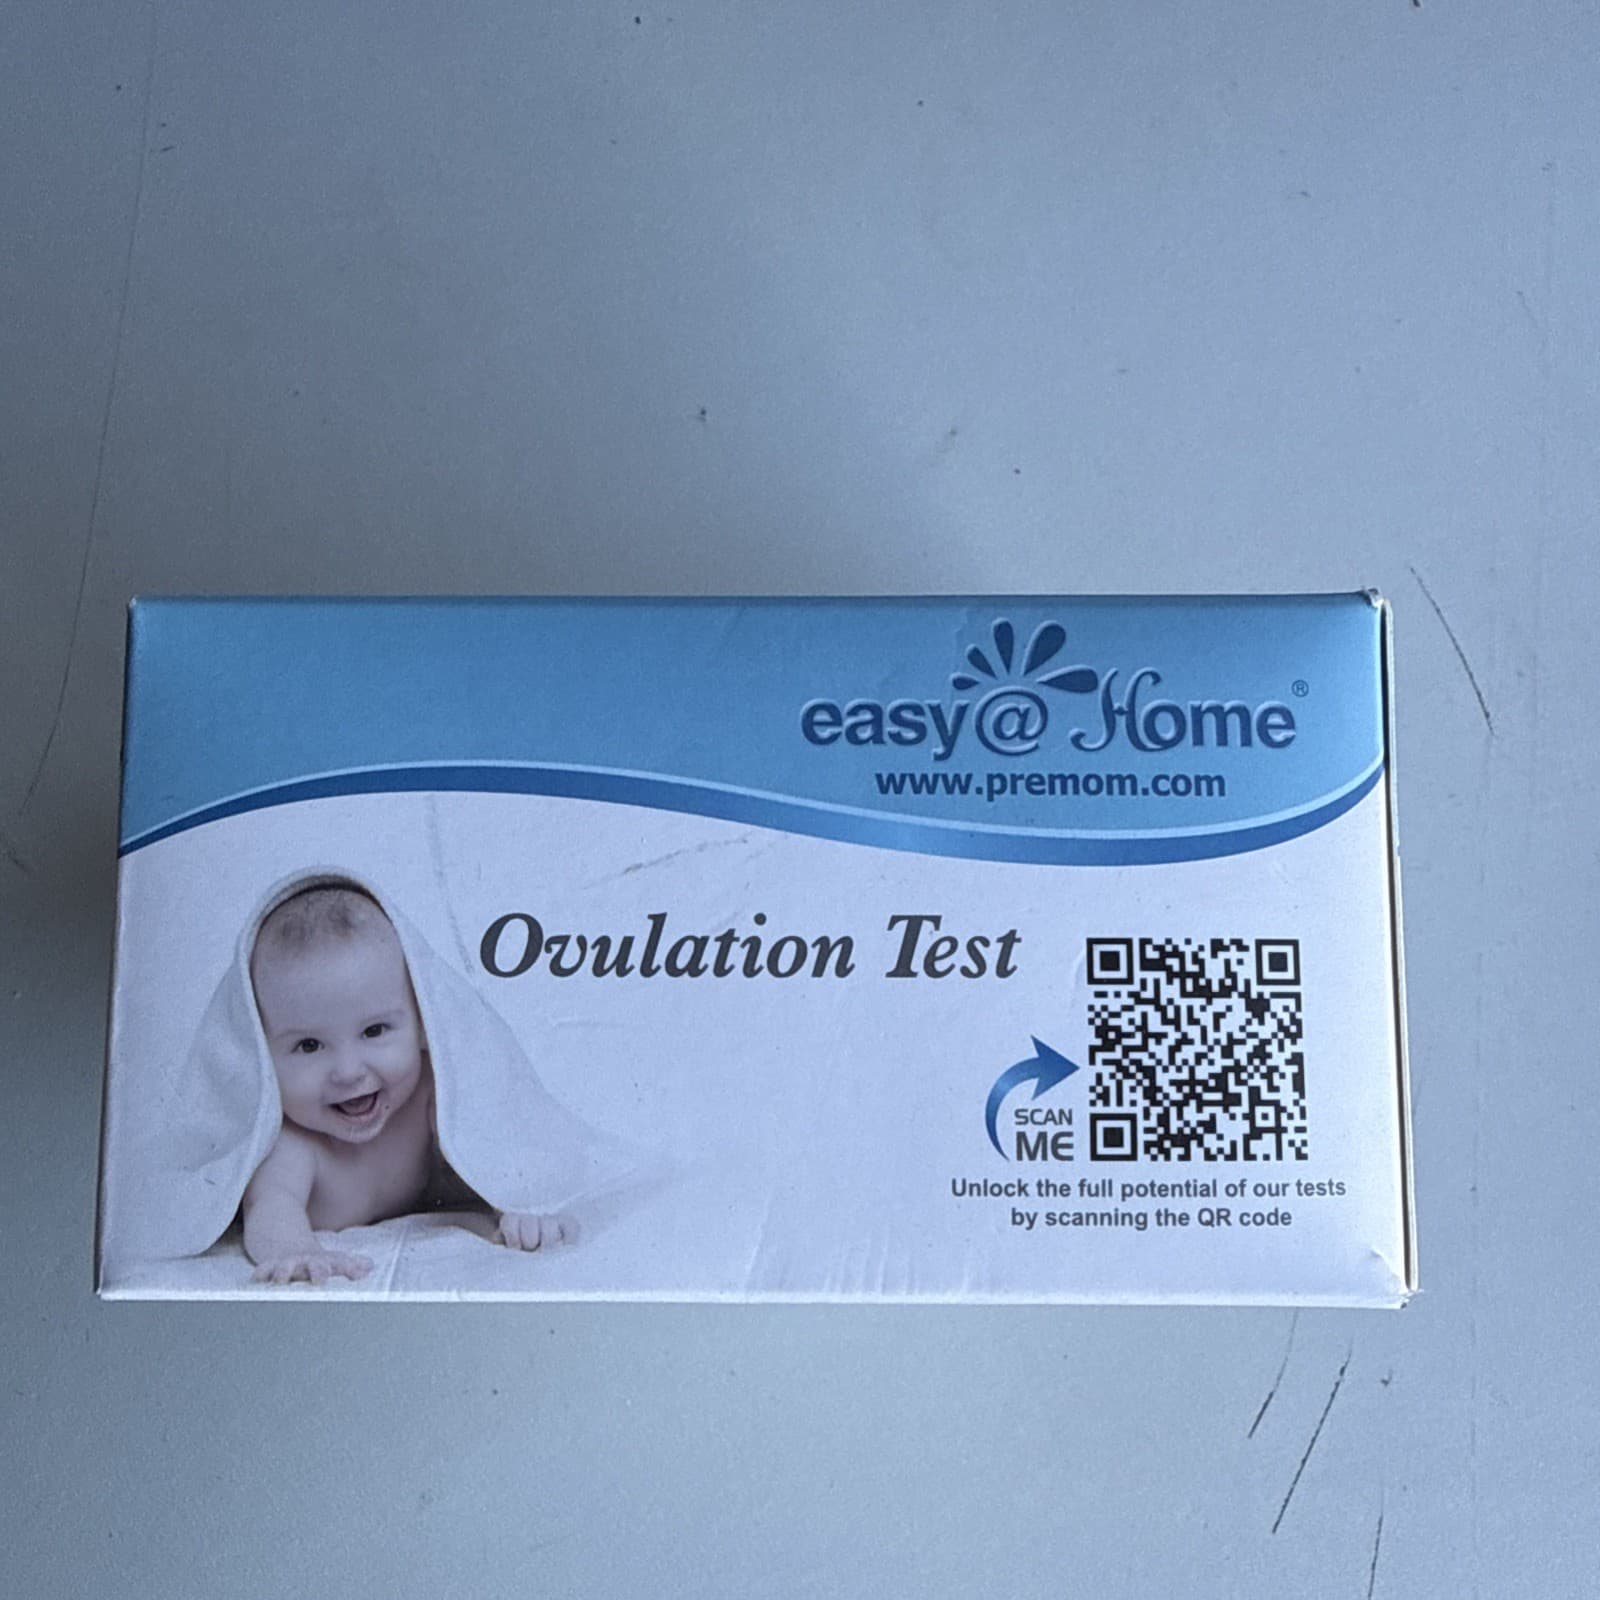 easy@Home®
www.premom.com
Ovulation Test
SCAN
ME
Unlock the full potential of our tests
by scanning the QR code